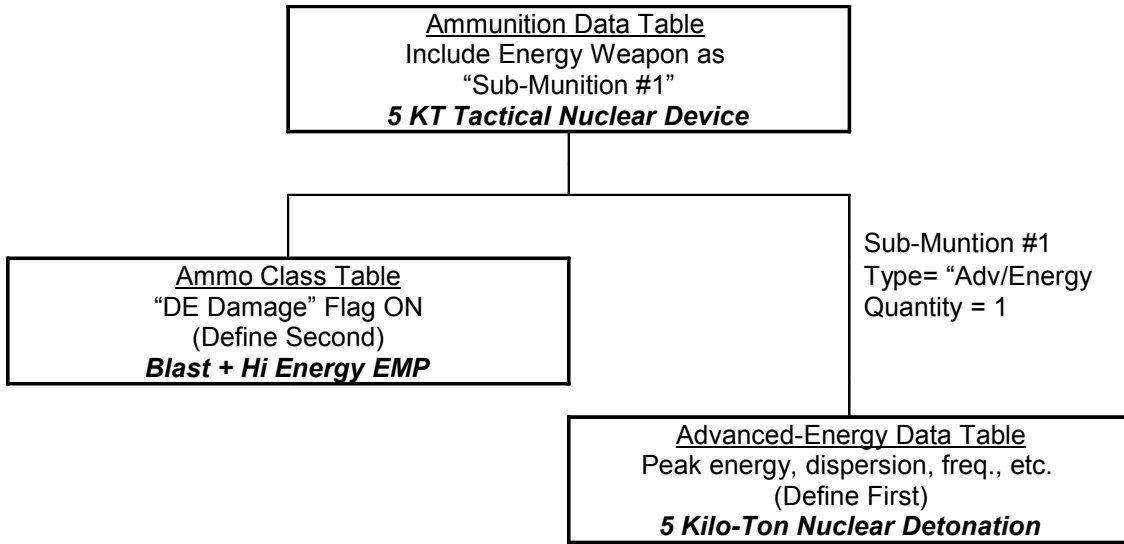 Ammunition Data Table
Include Energy Weapon as
“Sub-Munition #1”
5 KT Tactical Nuclear Device
Ammo Class Table
“DE Damage” Flag ON
(Define Second)
Blast + Hi Energy EMP
Sub-Muntion #1
Type= “Adv/Energy
Quantity = 1
Advanced-Energy Data Table
Peak energy, dispersion, freq., etc.
(Define First)
5 Kilo-Ton Nuclear Detonation